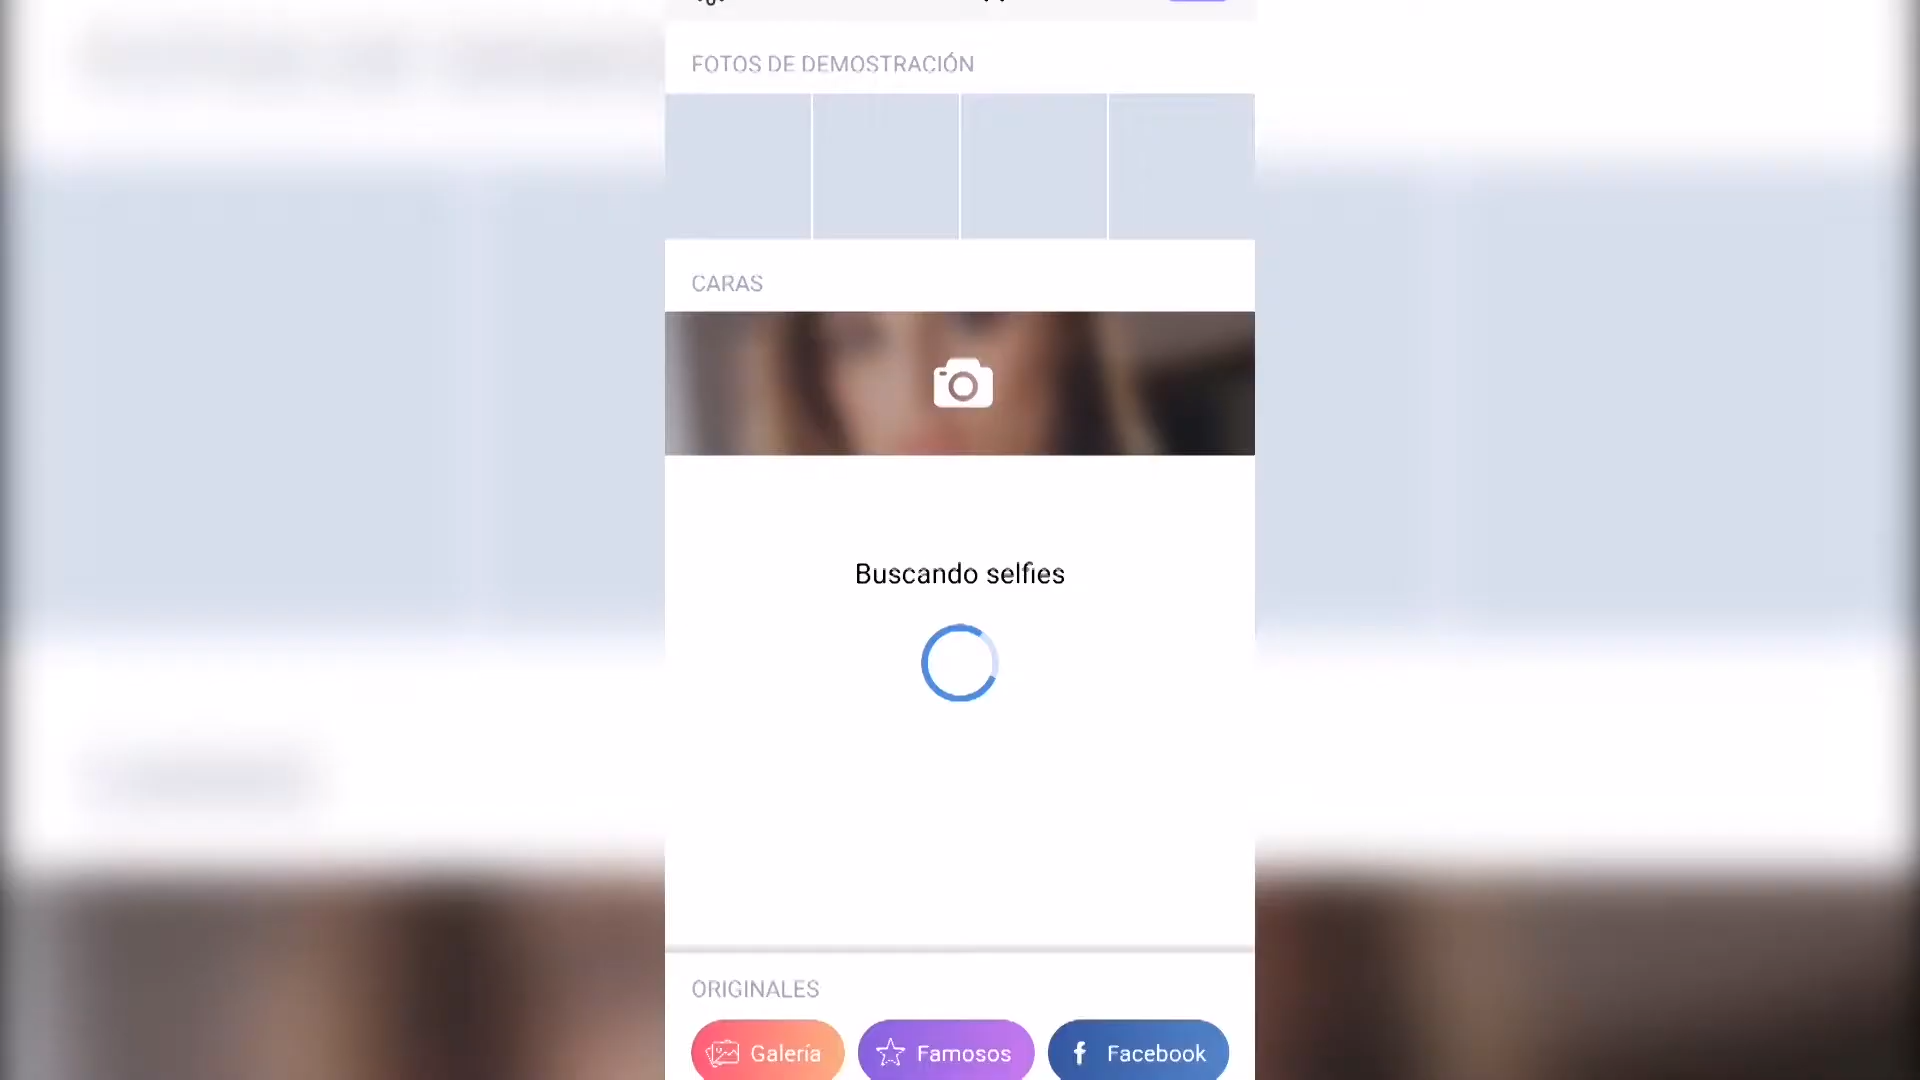 FOTOS DE DEMOSTRACIÓN
CARAS
Buscando selfies
ORIGINALES
Galería
Famosos
Facebook